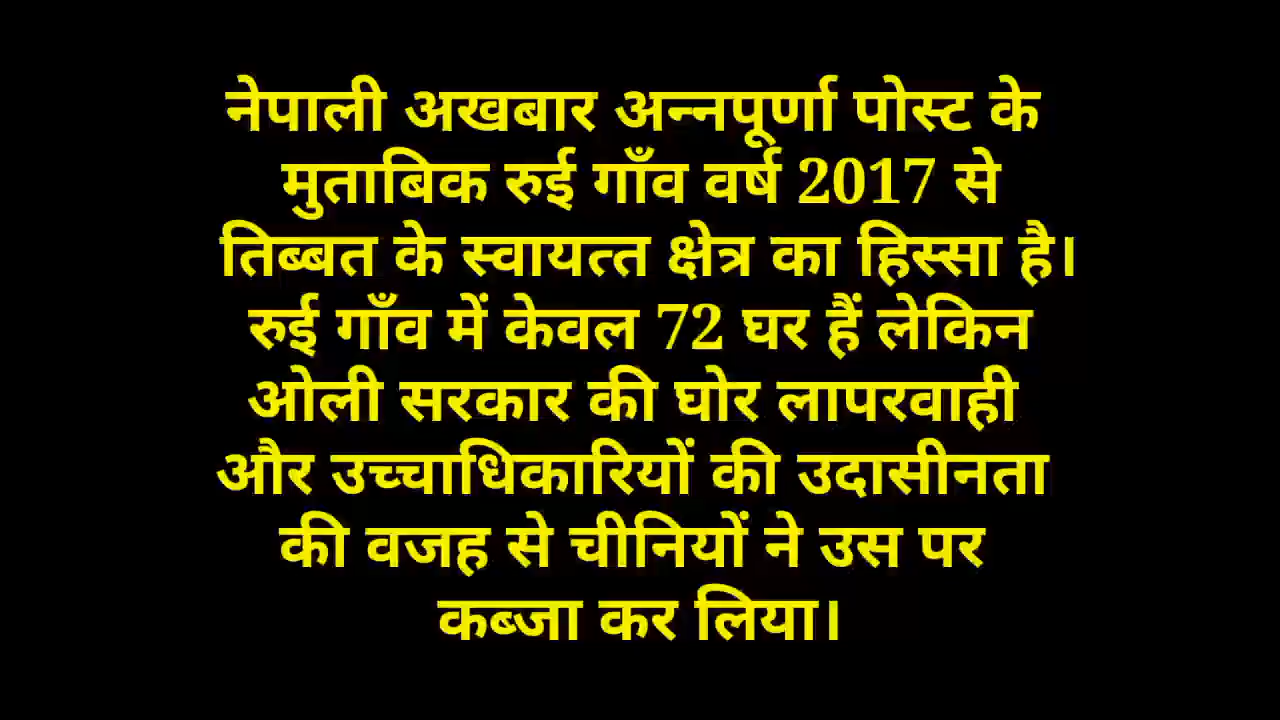 नेपाली अखबार अन्नपूर्णा पोस्ट के
मुताबिक रुई गाँव वर्ष 2017 से
तिब्बत के स्वायत्त क्षेत्र का हिस्सा है।
रुई गाँव में केवल 72 घर हैं लेकिन
ओली सरकार की घोर लापरवाही
और उच्चाधिकारियों की उदासीनता
की वजह से चीनियों ने उस पर
कब्जा कर लिया।